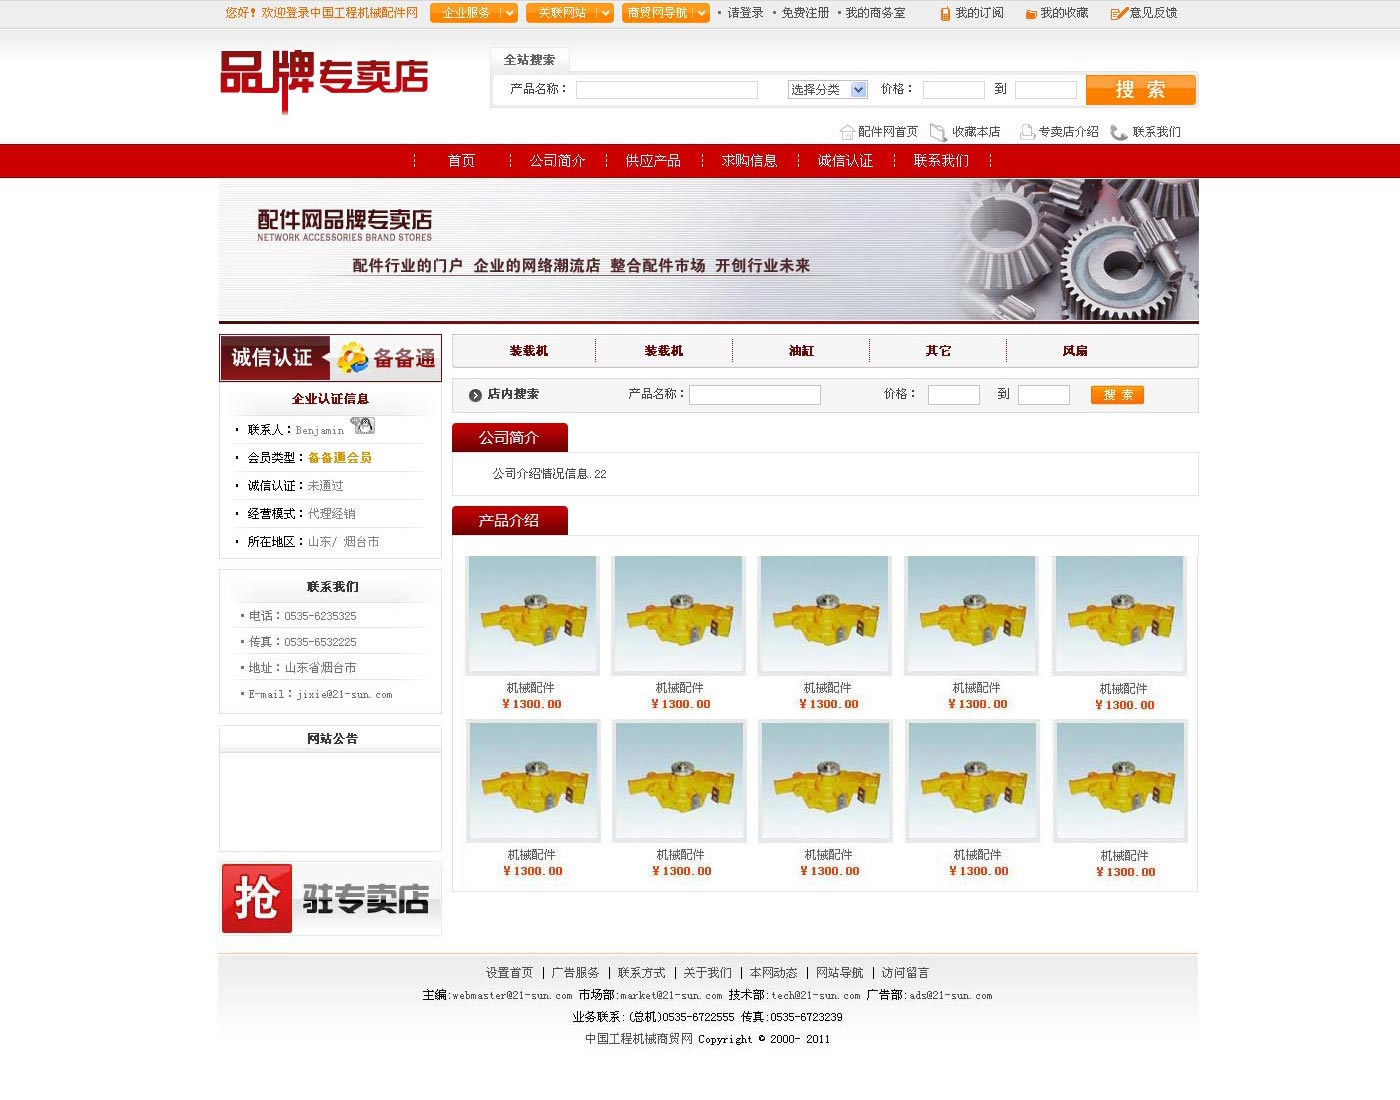 您好！欢迎登录中国工程机械配件网 企业服务 关联网站 商贸网导航 · 请登录 · 免费注册 · 我的商务室 我的订阅 我的收藏 意见反馈
品牌专卖店
全站搜索
产品名称： 选择分类 价格： 到 搜 索
配件网首页 收藏本店 专卖店介绍 联系我们
首页 公司简介 供应产品 求购信息 诚信认证 联系我们
配件网品牌专卖店
NETWORK ACCESSORIES BRAND STORES
配件行业的门户 企业的网络潮流店 整合配件市场 开创行业未来
诚信认证 备备通
企业认证信息
· 联系人：Benjamin
· 会员类型：备备通会员
· 诚信认证：未通过
· 经营模式：代理经销
· 所在地区：山东/ 烟台市
联系我们
电话：0535-6235325
传真：0535-6532225
地址：山东省烟台市
E-mail：jixie@21-sun.com
网站公告
抢 驻专卖店
装载机 装载机 油缸 其它 风扇
店内搜索 产品名称： 价格： 到 搜 索
公司简介
公司介绍情况信息.22
产品介绍
机械配件 机械配件 机械配件 机械配件 机械配件
¥1300.00 ¥1300.00 ¥1300.00 ¥1300.00 ¥1300.00
机械配件 机械配件 机械配件 机械配件 机械配件
¥1300.00 ¥1300.00 ¥1300.00 ¥1300.00 ¥1300.00
设置首页 | 广告服务 | 联系方式 | 关于我们 | 本网动态 | 网站导航 | 访问留言
主编:webmaster@21-sun.com 市场部:market@21-sun.com 技术部:tech@21-sun.com 广告部:ads@21-sun.com
业务联系:(总机)0535-6722555 传真:0535-6723239
中国工程机械商贸网 Copyright © 2000- 2011